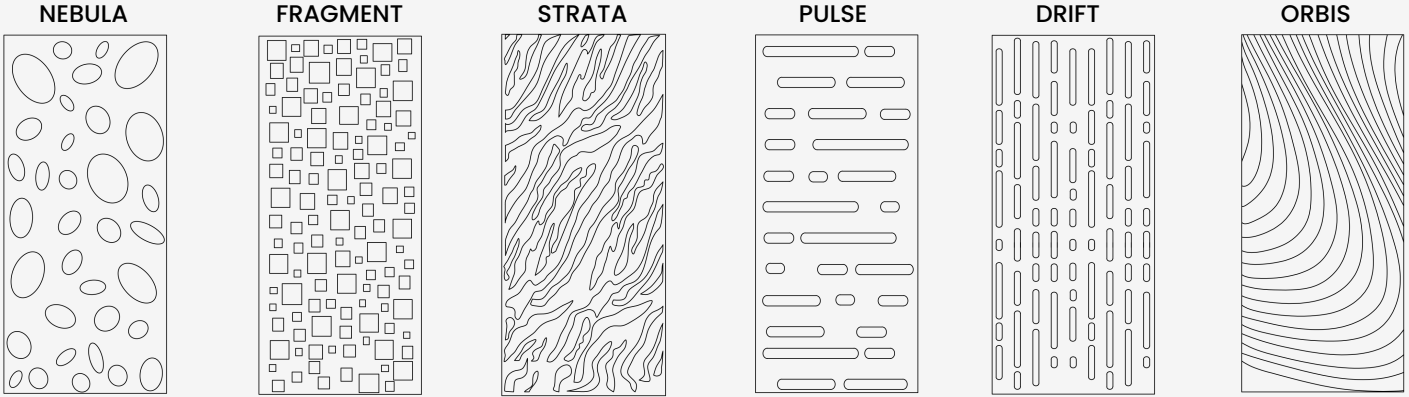 NEBULA
FRAGMENT
STRATA
PULSE
DRIFT
ORBIS